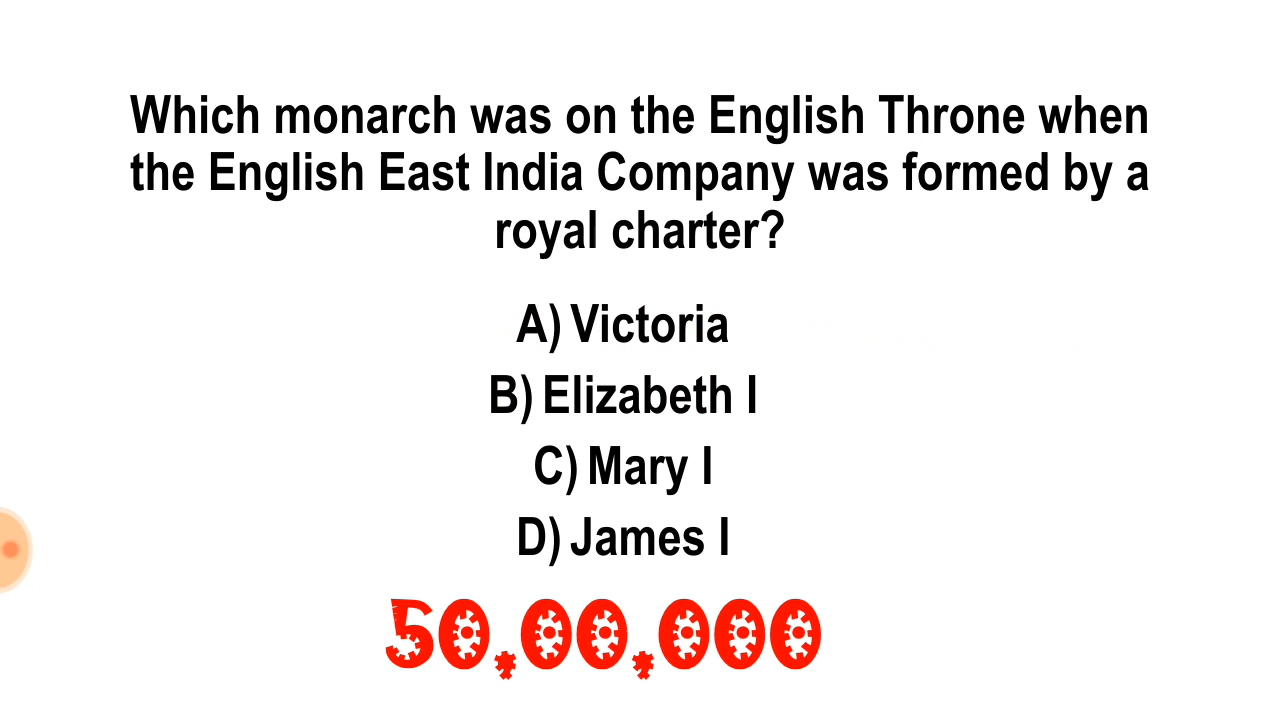 Which monarch was on the English Throne when
the English East India Company was formed by a
royal charter?
A) Victoria
B) Elizabeth I
C) Mary I
D) James I
50,00,000